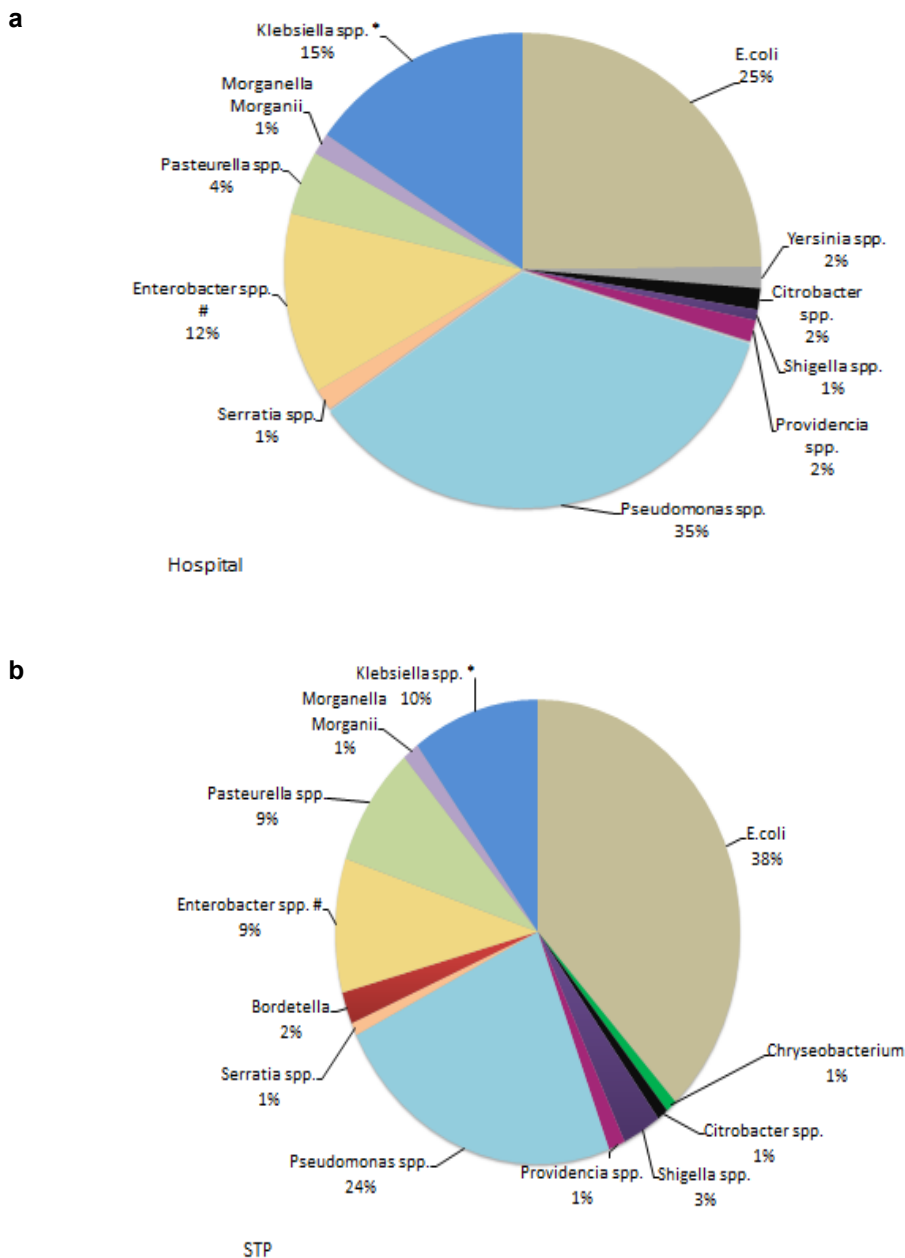 a
Klebsiella spp. *
15%
E.coli
25%
Morganella
Morganii
1%
Pasteurella spp.
4%
Yersinia spp.
2%
Enterobacter spp.
#
12%
Citrobacter
spp.
2%
Shigella spp.
1%
Serratia spp.
1%
Providencia
spp.
2%
Pseudomonas spp.
35%
Hospital
b
Klebsiella spp. *
10%
Morganella
Morganii
1%
Pasteurella spp
9%
E.coli
38%
Enterobacter spp. #
9%
Bordetella
2%
Chryseobacterium
1%
Serratia spp.
1%
Citrobacter spp.
1%
Pseudomonas spp.
24%
Providencia spp.
1%
Shigella spp.
3%
STP